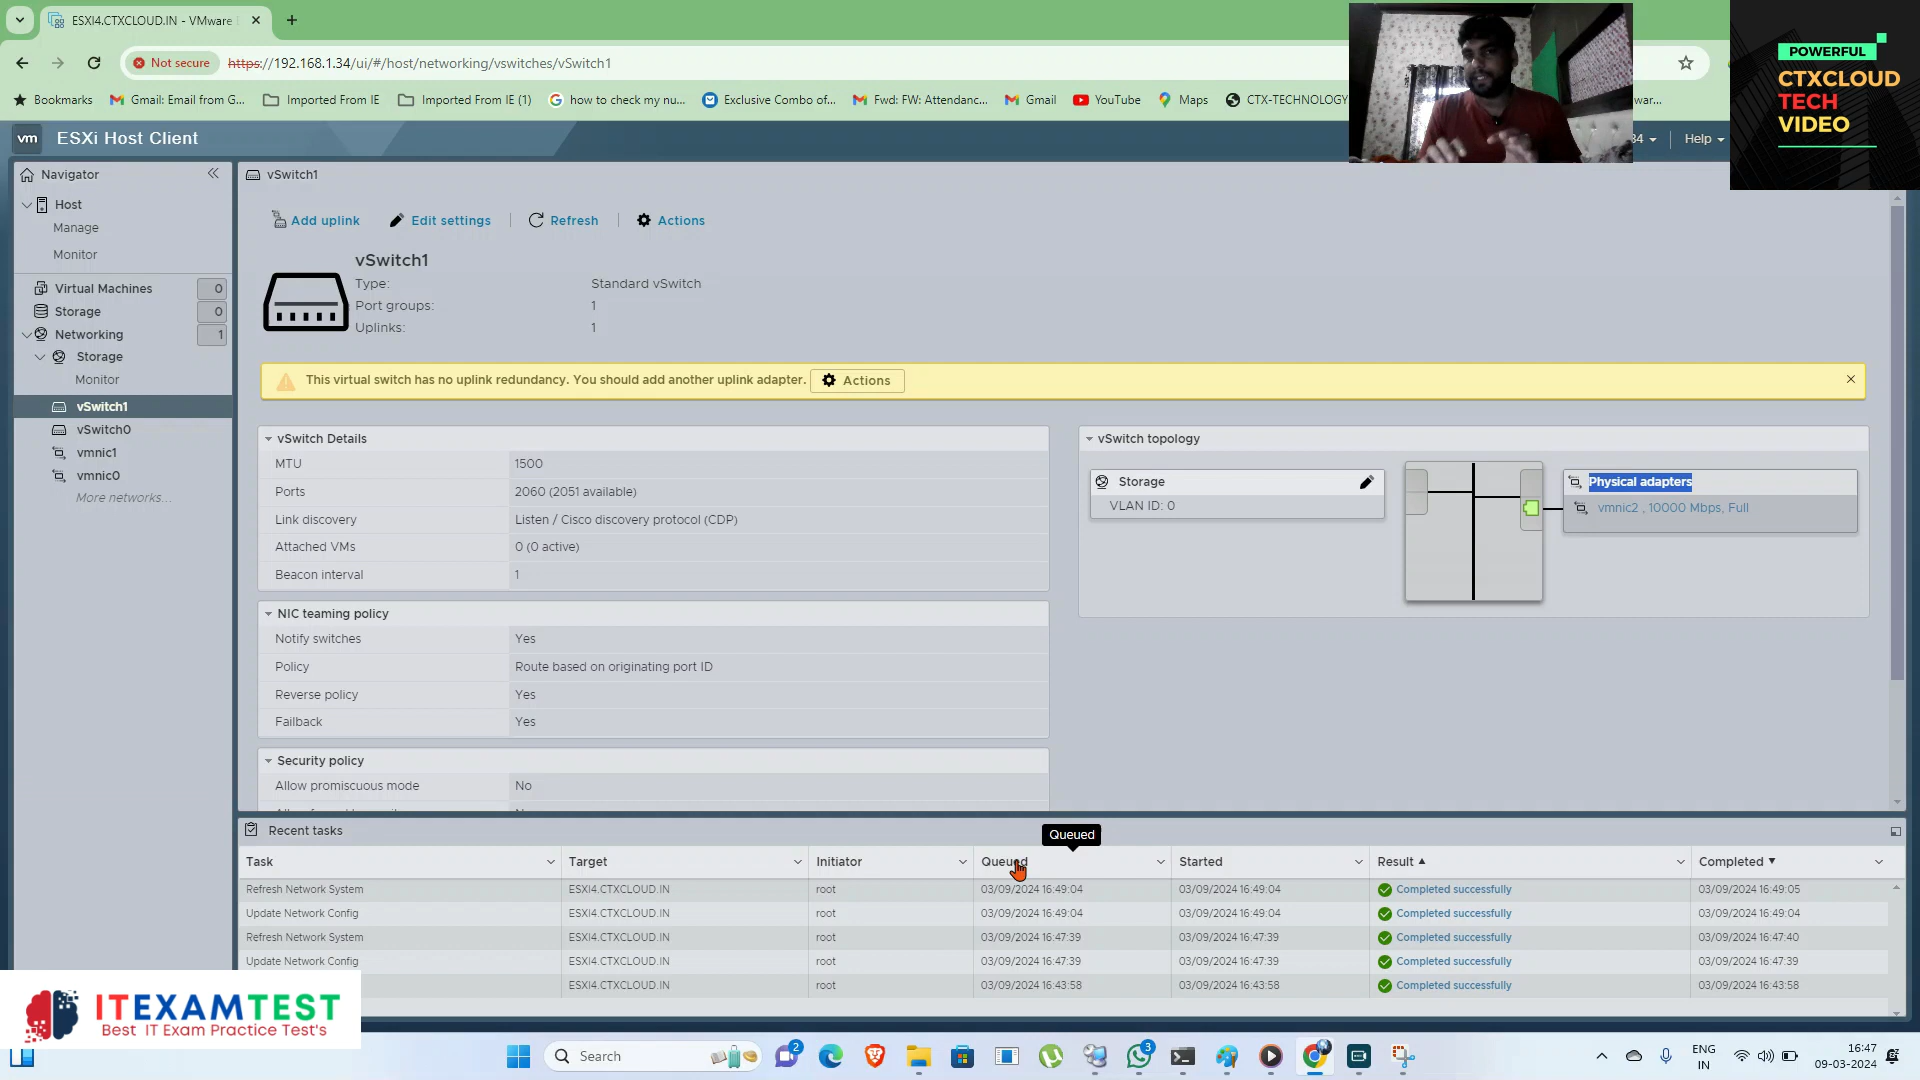 ESXI4.CTXCLOUD.IN - VMware
Not secure
https://192.168.1.34/ui/#/host/networking/vswitches/vSwitch1
Bookmarks
Gmail: Email from G...
Imported From IE
Imported From IE (1)
how to check my nu...
Exclusive Combo of...
Fwd: FW: Attendanc...
Gmail
YouTube
Maps
CTX-TECHNOLOGY
POWERFUL
CTXCLOUD
TECH
VIDEO
vm ESXi Host Client
Help
Navigator
Host
Manage
Monitor
Virtual Machines 0
Storage 0
Networking 1
Storage
Monitor
vSwitch1
vSwitch0
vmnic1
vmnic0
More networks...
vSwitch1
Add uplink
Edit settings
Refresh
Actions
vSwitch1
Type: Standard vSwitch
Port groups: 1
Uplinks: 1
This virtual switch has no uplink redundancy. You should add another uplink adapter. Actions
vSwitch Details
MTU 1500
Ports 2060 (2051 available)
Link discovery Listen / Cisco discovery protocol (CDP)
Attached VMs 0 (0 active)
Beacon interval 1
NIC teaming policy
Notify switches Yes
Policy Route based on originating port ID
Reverse policy Yes
Failback Yes
Security policy
Allow promiscuous mode No
vSwitch topology
Storage
VLAN ID: 0
Physical adapters
vmnic2 , 10000 Mbps, Full
Recent tasks
Queued
Task Target Initiator Queued Started Result Completed
Refresh Network System ESXI4.CTXCLOUD.IN root 03/09/2024 16:49:04 03/09/2024 16:49:04 Completed successfully 03/09/2024 16:49:05
Update Network Config ESXI4.CTXCLOUD.IN root 03/09/2024 16:49:04 03/09/2024 16:49:04 Completed successfully 03/09/2024 16:49:04
Refresh Network System ESXI4.CTXCLOUD.IN root 03/09/2024 16:47:39 03/09/2024 16:47:39 Completed successfully 03/09/2024 16:47:40
Update Network Config ESXI4.CTXCLOUD.IN root 03/09/2024 16:47:39 03/09/2024 16:47:39 Completed successfully 03/09/2024 16:47:39
ESXI4.CTXCLOUD.IN root 03/09/2024 16:43:58 03/09/2024 16:43:58 Completed successfully 03/09/2024 16:43:58
ITEXAMTEST
Best IT Exam Practice Test's
Search
2
3
ENG
IN
16:47
09-03-2024